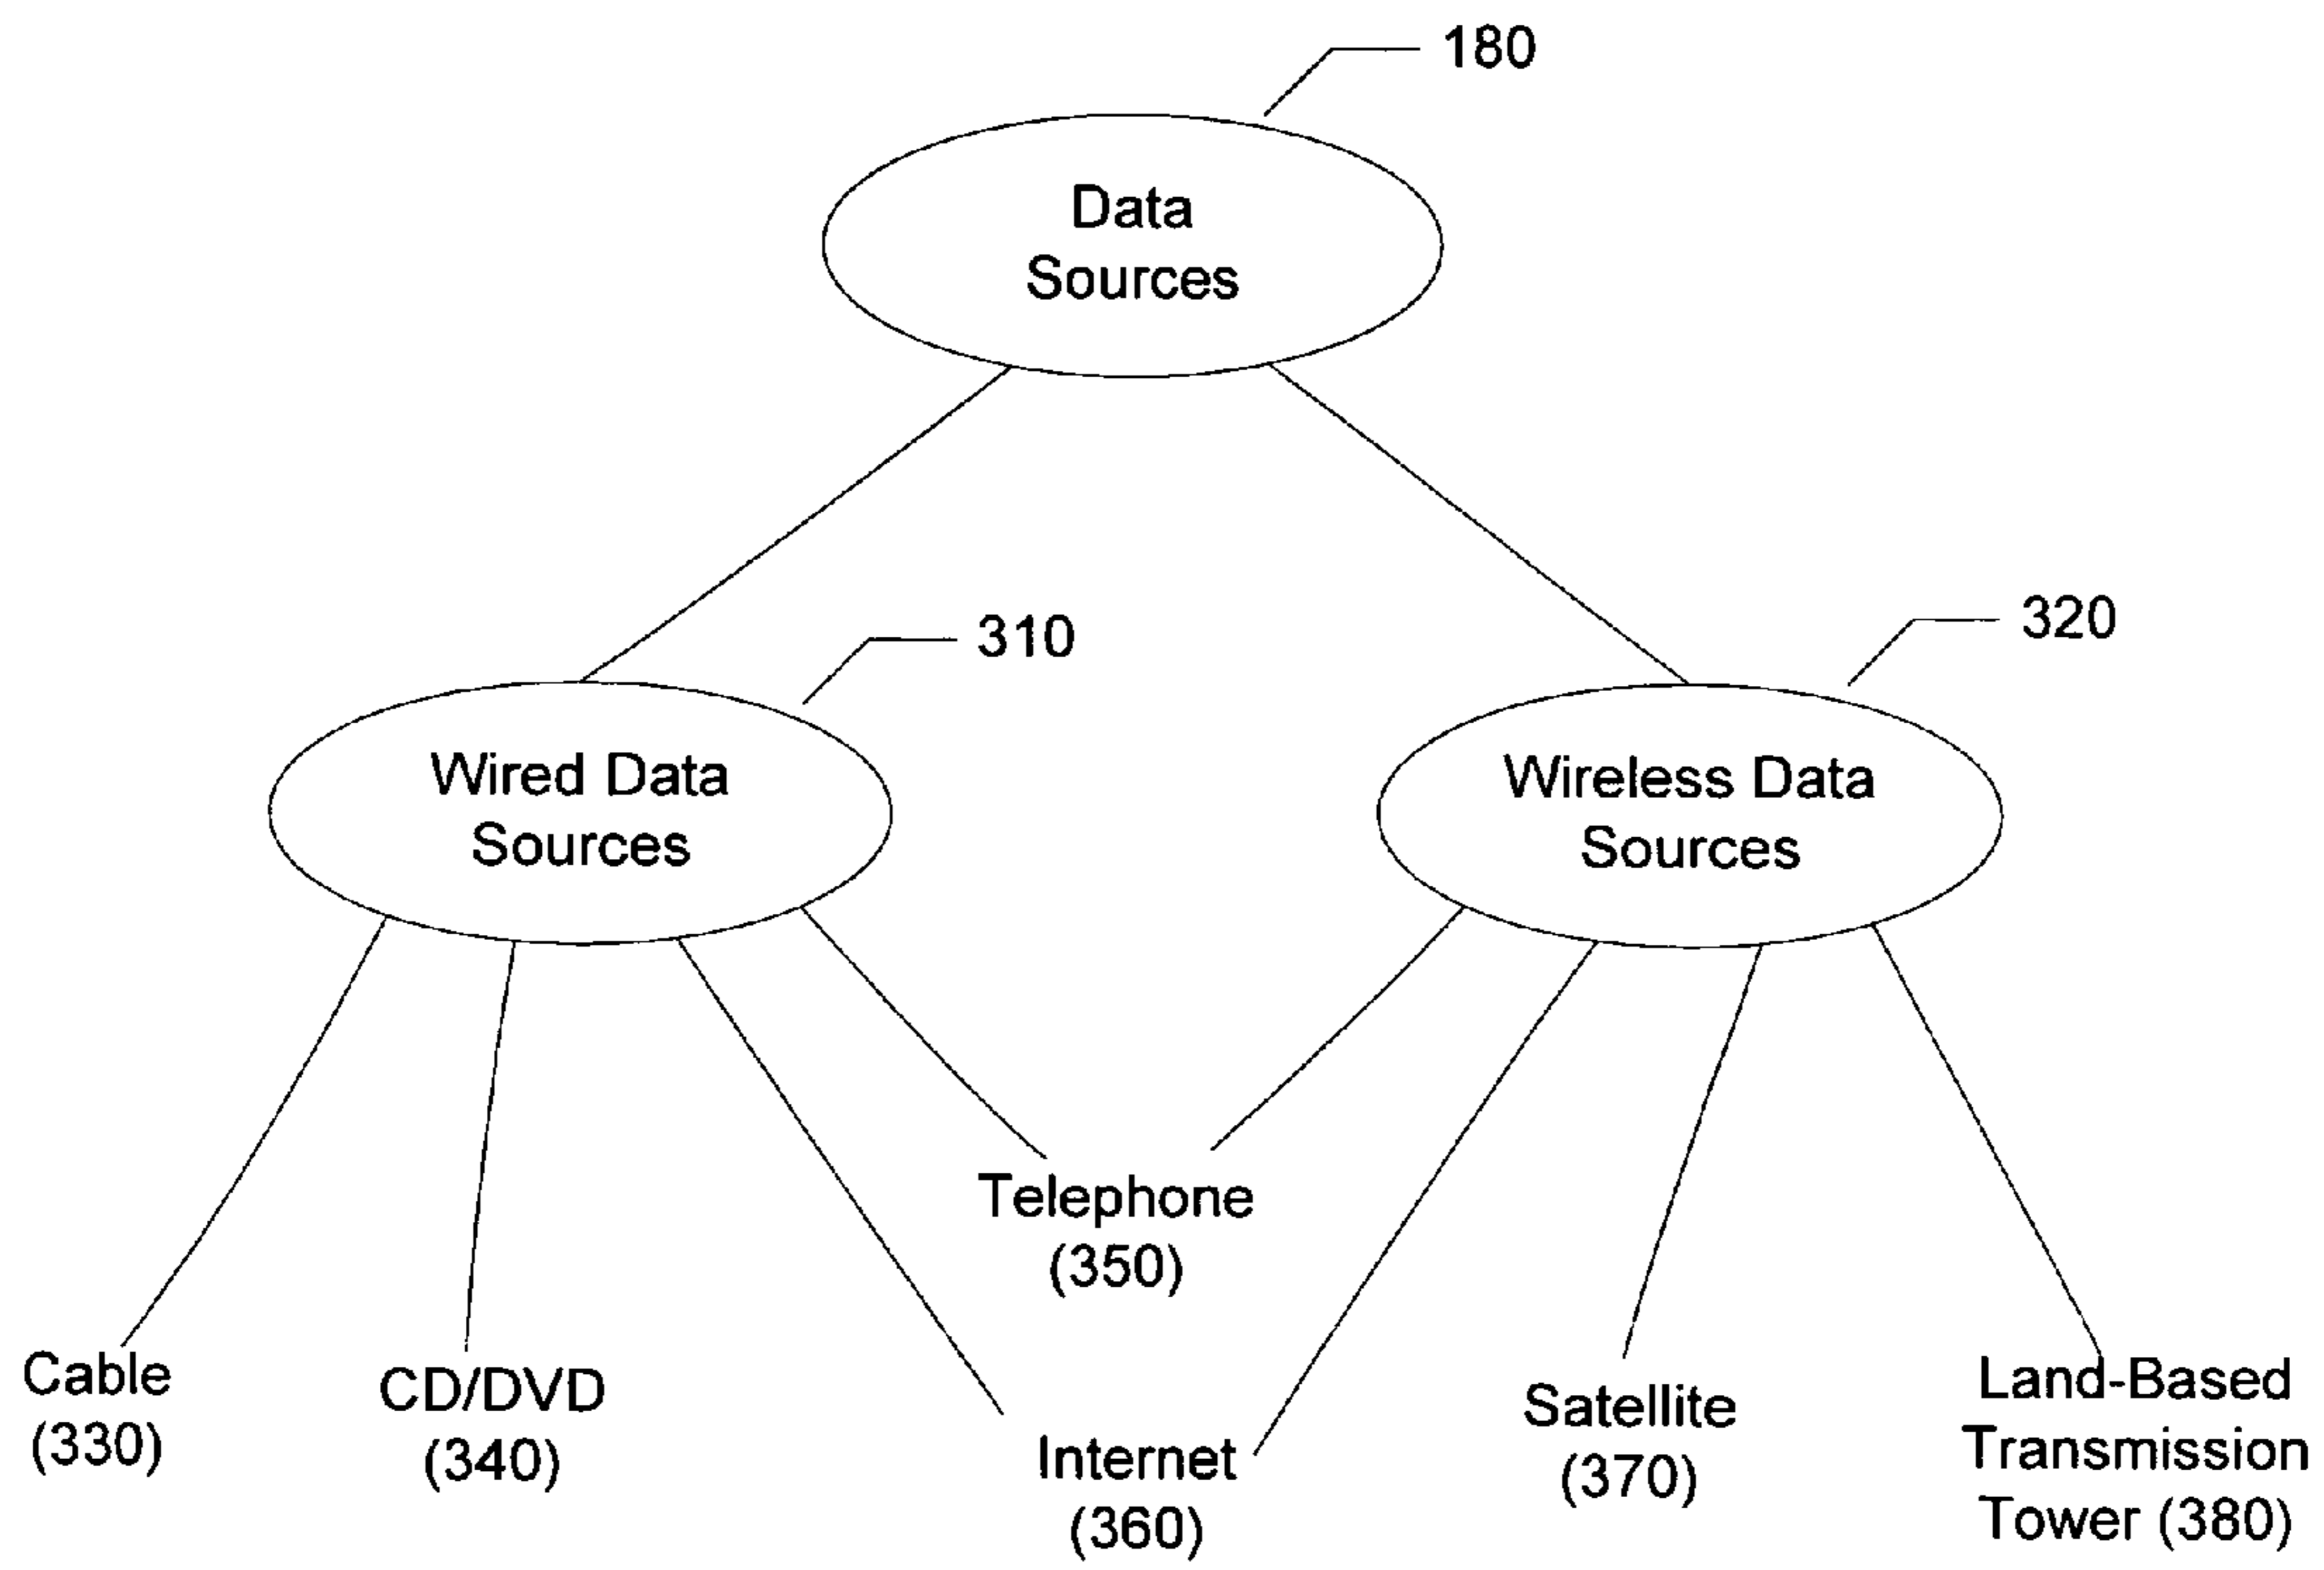 180
Data
Sources
310
320
Wired Data
Sources
Wireless Data
Sources
Telephone
(350)
Cable
(330)
CD/DVD
(340)
Internet
(360)
Satellite
(370)
Land-Based
Transmission
Tower (380)